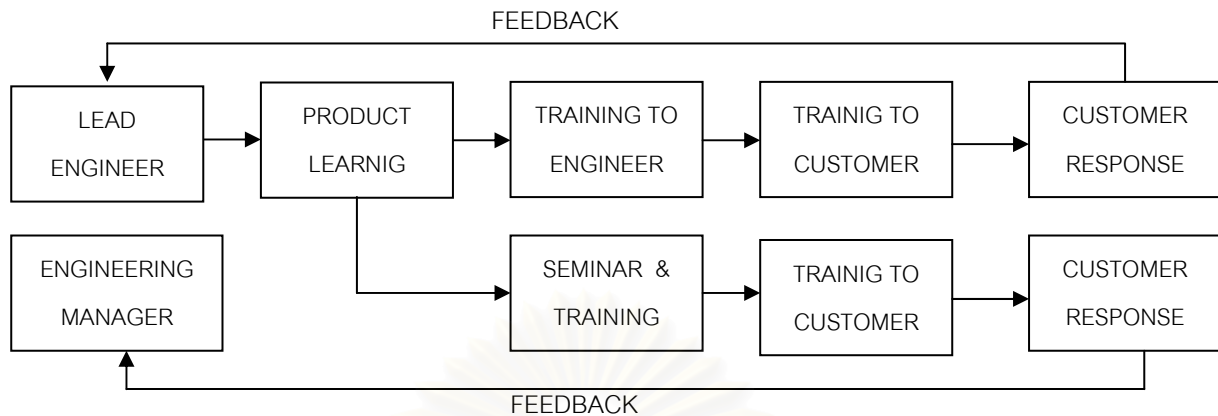 FEEDBACK
LEAD
ENGINEER
PRODUCT
LEARNIG
TRAINING TO
ENGINEER
TRAINIG TO
CUSTOMER
CUSTOMER
RESPONSE
ENGINEERING
MANAGER
SEMINAR &
TRAINING
TRAINIG TO
CUSTOMER
CUSTOMER
RESPONSE
FEEDBACK